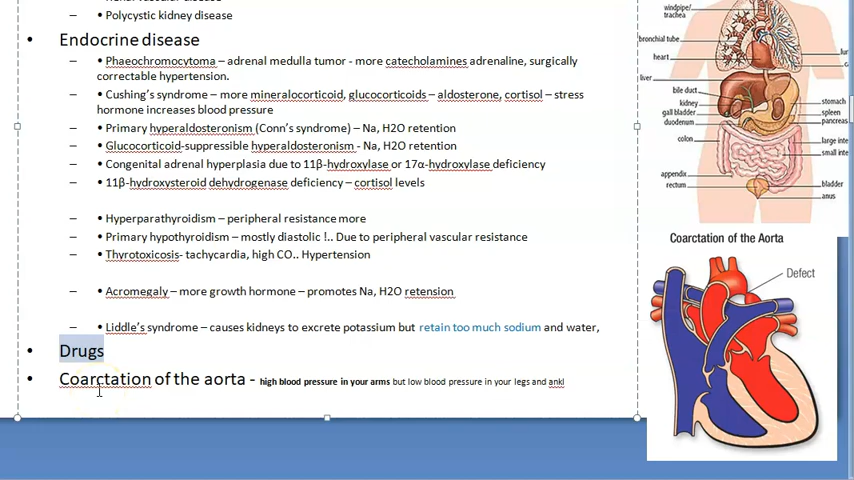 – • Polycystic kidney disease
• Endocrine disease
– • Phaeochromocytoma – adrenal medulla tumor - more catecholamines adrenaline, surgically
correctable hypertension.
– • Cushing's syndrome – more mineralocorticoid, glucocorticoids – aldosterone, cortisol – stress
hormone increases blood pressure
– • Primary hyperaldosteronism (Conn's syndrome) – Na, H2O retention
– • Glucocorticoid-suppressible hyperaldosteronism - Na, H2O retention
– • Congenital adrenal hyperplasia due to 11β-hydroxylase or 17α-hydroxylase deficiency
– • 11β-hydroxysteroid dehydrogenase deficiency – cortisol levels
– • Hyperparathyroidism – peripheral resistance more
– • Primary hypothyroidism – mostly diastolic !.. Due to peripheral vascular resistance
– • Thyrotoxicosis- tachycardia, high CO.. Hypertension
– • Acromegaly – more growth hormone – promotes Na, H2O retension
– • Liddle's syndrome – causes kidneys to excrete potassium but retain too much sodium and water,
• Drugs
• Coarctation of the aorta - high blood pressure in your arms but low blood pressure in your legs and ankl
windpipe/
trachea
bronchial tube
heart
liver
bile duct
kidney
gall bladder
duodenum
colon
appendix
rectum
lu
stomach
spleen
pancreas
large inte
small inte
bladder
anus
Coarctation of the Aorta
Defect